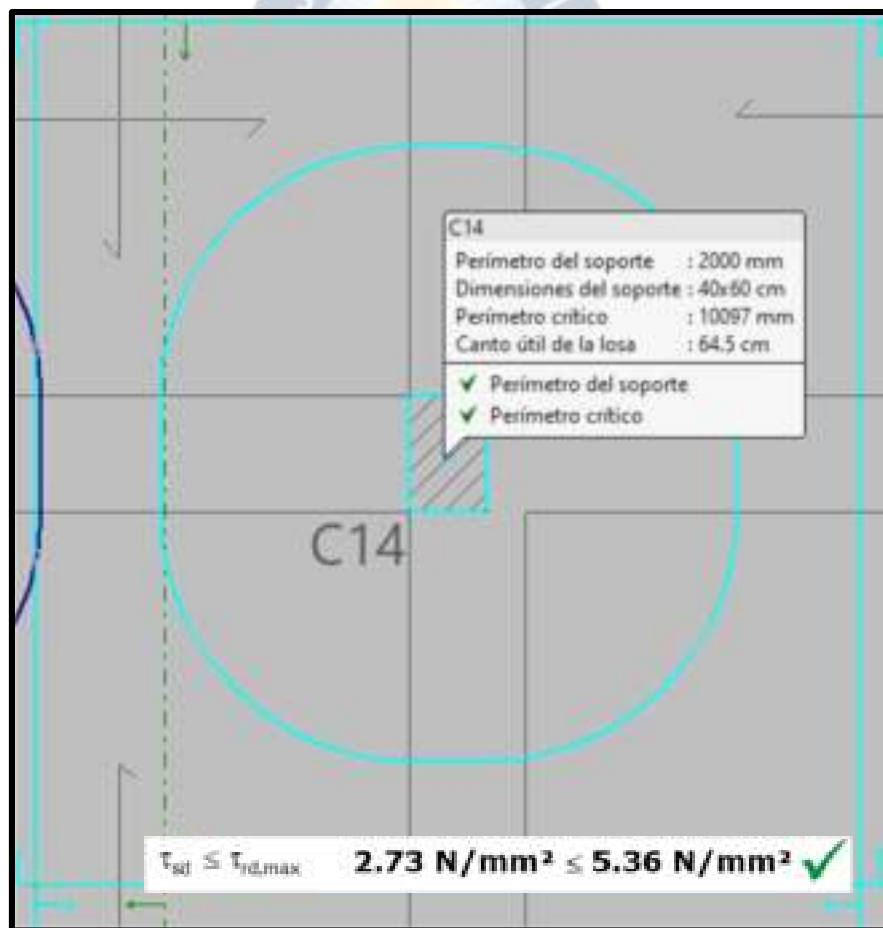 C14
Perímetro del soporte : 2000 mm
Dimensiones del soporte : 40x60 cm
Perímetro crítico : 10097 mm
Canto útil de la losa : 64.5 cm
✓ Perímetro del soporte
✓ Perímetro crítico
C14
τsd ≤ τrd,max 2.73 N/mm² ≤ 5.36 N/mm² ✓